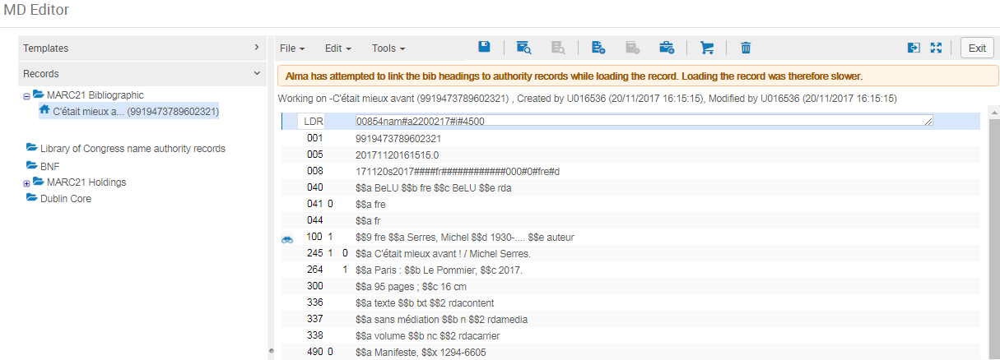 MD Editor
Templates
Records
MARC21 Bibliographic
C'était mieux a... (9919473789602321)
Library of Congress name authority records
BNF
MARC21 Holdings
Dublin Core
File Edit Tools Exit
Alma has attempted to link the bib headings to authority records while loading the record. Loading the record was therefore slower.
Working on -C'était mieux avant (9919473789602321) , Created by U016536 (20/11/2017 16:15:15), Modified by U016536 (20/11/2017 16:15:15)
LDR 00854nam#a2200217#i#4500
001 9919473789602321
005 20171120161515.0
008 171120s2017####fr############000#0#fre#d
040 $$a BeLU $$b fre $$c BeLU $$e rda
041 0 $$a fre
044 $$a fr
100 1 $$9 fre $$a Serres, Michel $$d 1930-.... $$e auteur
245 1 0 $$a C'était mieux avant ! / Michel Serres.
264 1 $$a Paris : $$b Le Pommier, $$c 2017.
300 $$a 95 pages ; $$c 16 cm
336 $$a texte $$b txt $$2 rdacontent
337 $$a sans médiation $$b n $$2 rdamedia
338 $$a volume $$b nc $$2 rdacarrier
490 0 $$a Manifeste, $$x 1294-6605